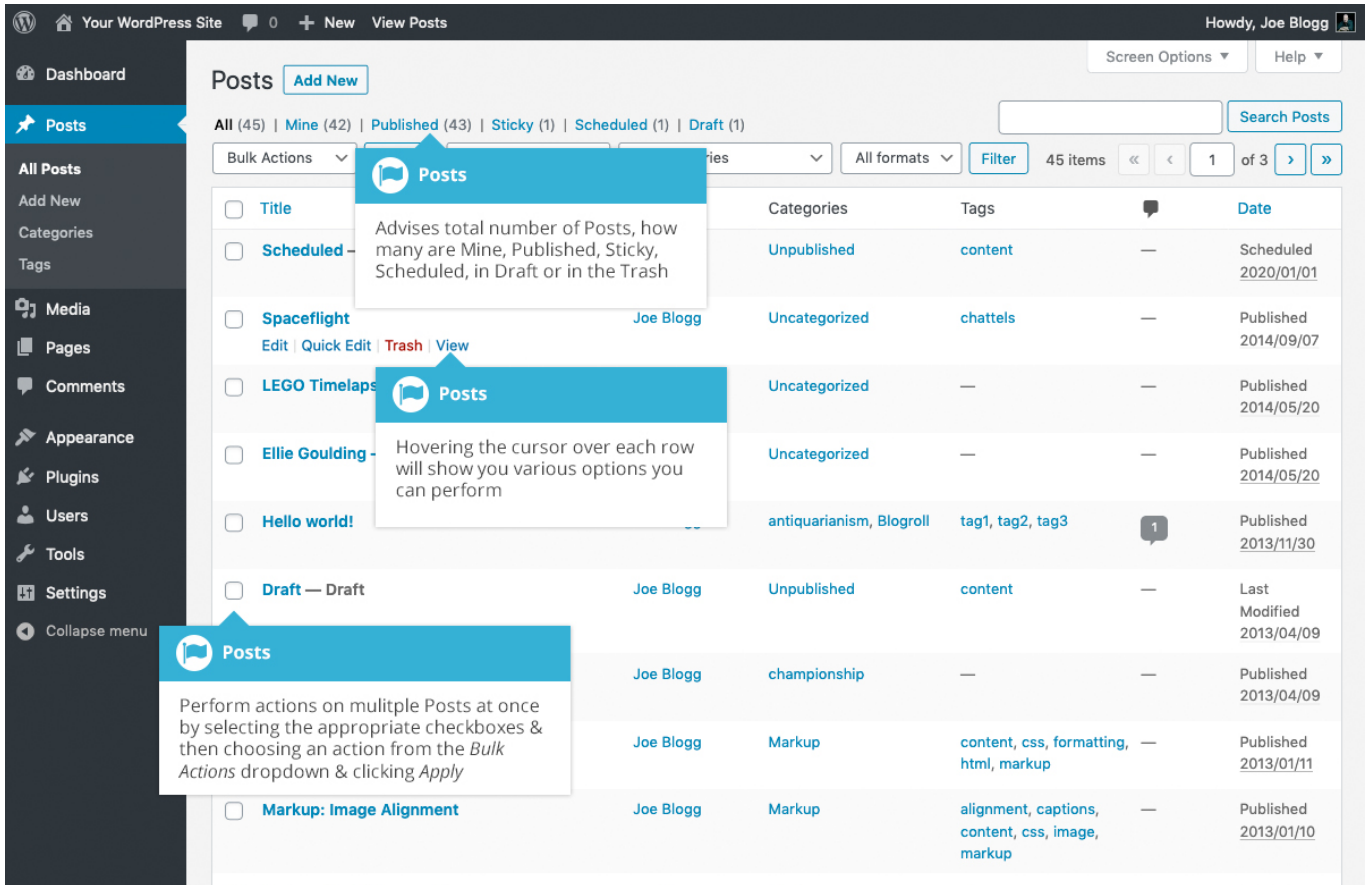 Your WordPress Site 0 + New View Posts Howdy, Joe Blogg
Screen Options Help
Dashboard
Posts
All Posts
Add New
Categories
Tags
Media
Pages
Comments
Appearance
Plugins
Users
Tools
Settings
Collapse menu
Posts Add New
All (45) | Mine (42) | Published (43) | Sticky (1) | Scheduled (1) | Draft (1)
Search Posts
Bulk Actions All formats Filter 45 items « ‹ 1 of 3 › »
Posts
Advises total number of Posts, how
many are Mine, Published, Sticky,
Scheduled, in Draft or in the Trash
Title Categories Tags Date
Scheduled — Unpublished content — Scheduled
2020/01/01
Spaceflight Joe Blogg Uncategorized chattels — Published
2014/09/07
Edit | Quick Edit | Trash | View
Posts
Hovering the cursor over each row
will show you various options you
can perform
LEGO Uncategorized — — Published
2014/05/20
Ellie Goulding Uncategorized — — Published
2014/05/20
Hello world! antiquarianism, Blogroll tag1, tag2, tag3 1 Published
2013/11/30
Draft — Draft Joe Blogg Unpublished content — Last
Modified
2013/04/09
Posts
Perform actions on mulitple Posts at once
by selecting the appropriate checkboxes &
then choosing an action from the Bulk
Actions dropdown & clicking Apply
Joe Blogg championship — — Published
2013/04/09
Joe Blogg Markup content, css, formatting, — Published
html, markup 2013/01/11
Markup: Image Alignment Joe Blogg Markup alignment, captions, — Published
content, css, image, 2013/01/10
markup